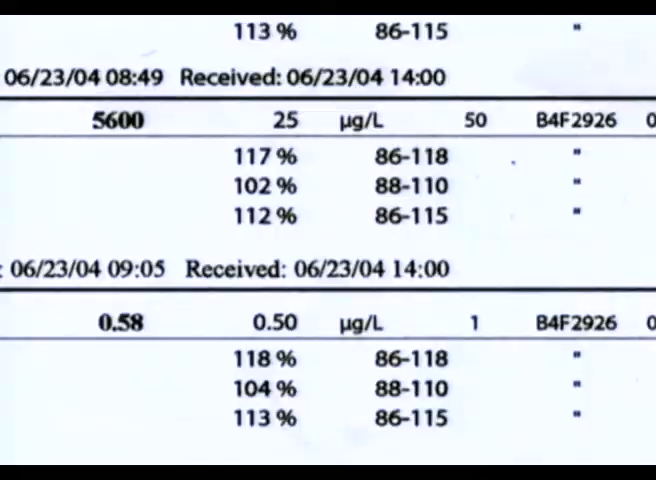 113 % 86-115 "
06/23/04 08:49 Received: 06/23/04 14:00
5600 25 µg/L 50 B4F2926 0
117 % 86-118 "
102 % 88-110 "
112 % 86-115 "
: 06/23/04 09:05 Received: 06/23/04 14:00
0.58 0.50 µg/L 1 B4F2926 0
118 % 86-118 "
104 % 88-110 "
113 % 86-115 "